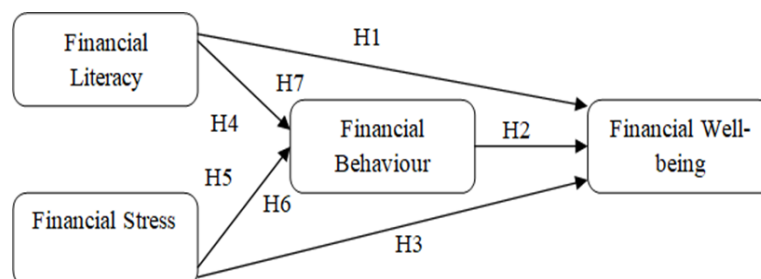 Financial
Literacy
H1
H7
H4
Financial
Behaviour
H2
Financial Well-
being
H5
H6
Financial Stress
H3